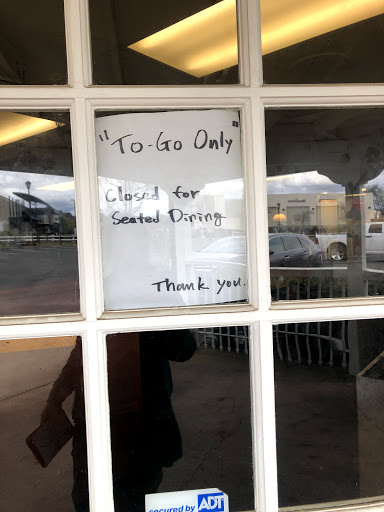 "To-Go Only
Closed for
Seated Dining
Thank you.
secured by ADT